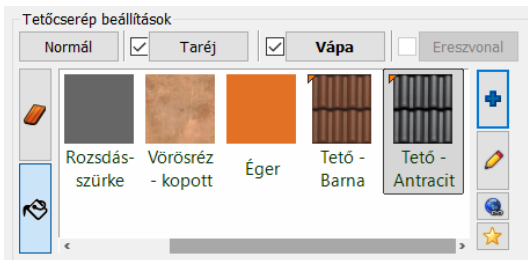 Tetőcserép beállítások
Normál Taréj Vápa Ereszvonal
Rozsdás-
szürke
Vörösréz
- kopott
Éger
Tető -
Barna
Tető -
Antracit